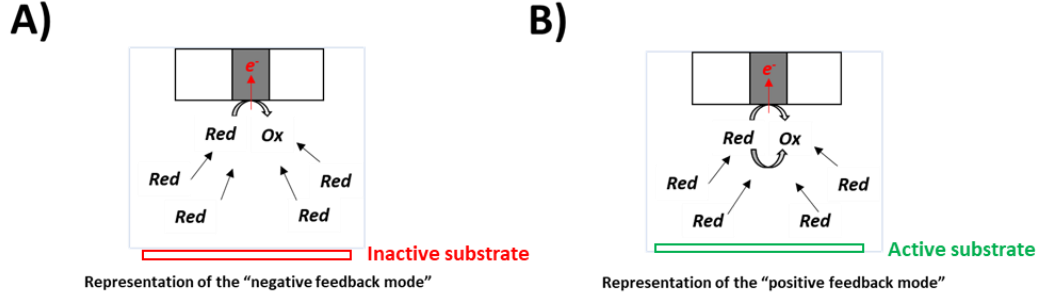 A)
e-
Red Ox
Red Red
Red Red
Inactive substrate
Representation of the “negative feedback mode”
B)
e-
Red Ox
Red Red
Red Red
Active substrate
Representation of the “positive feedback mode”